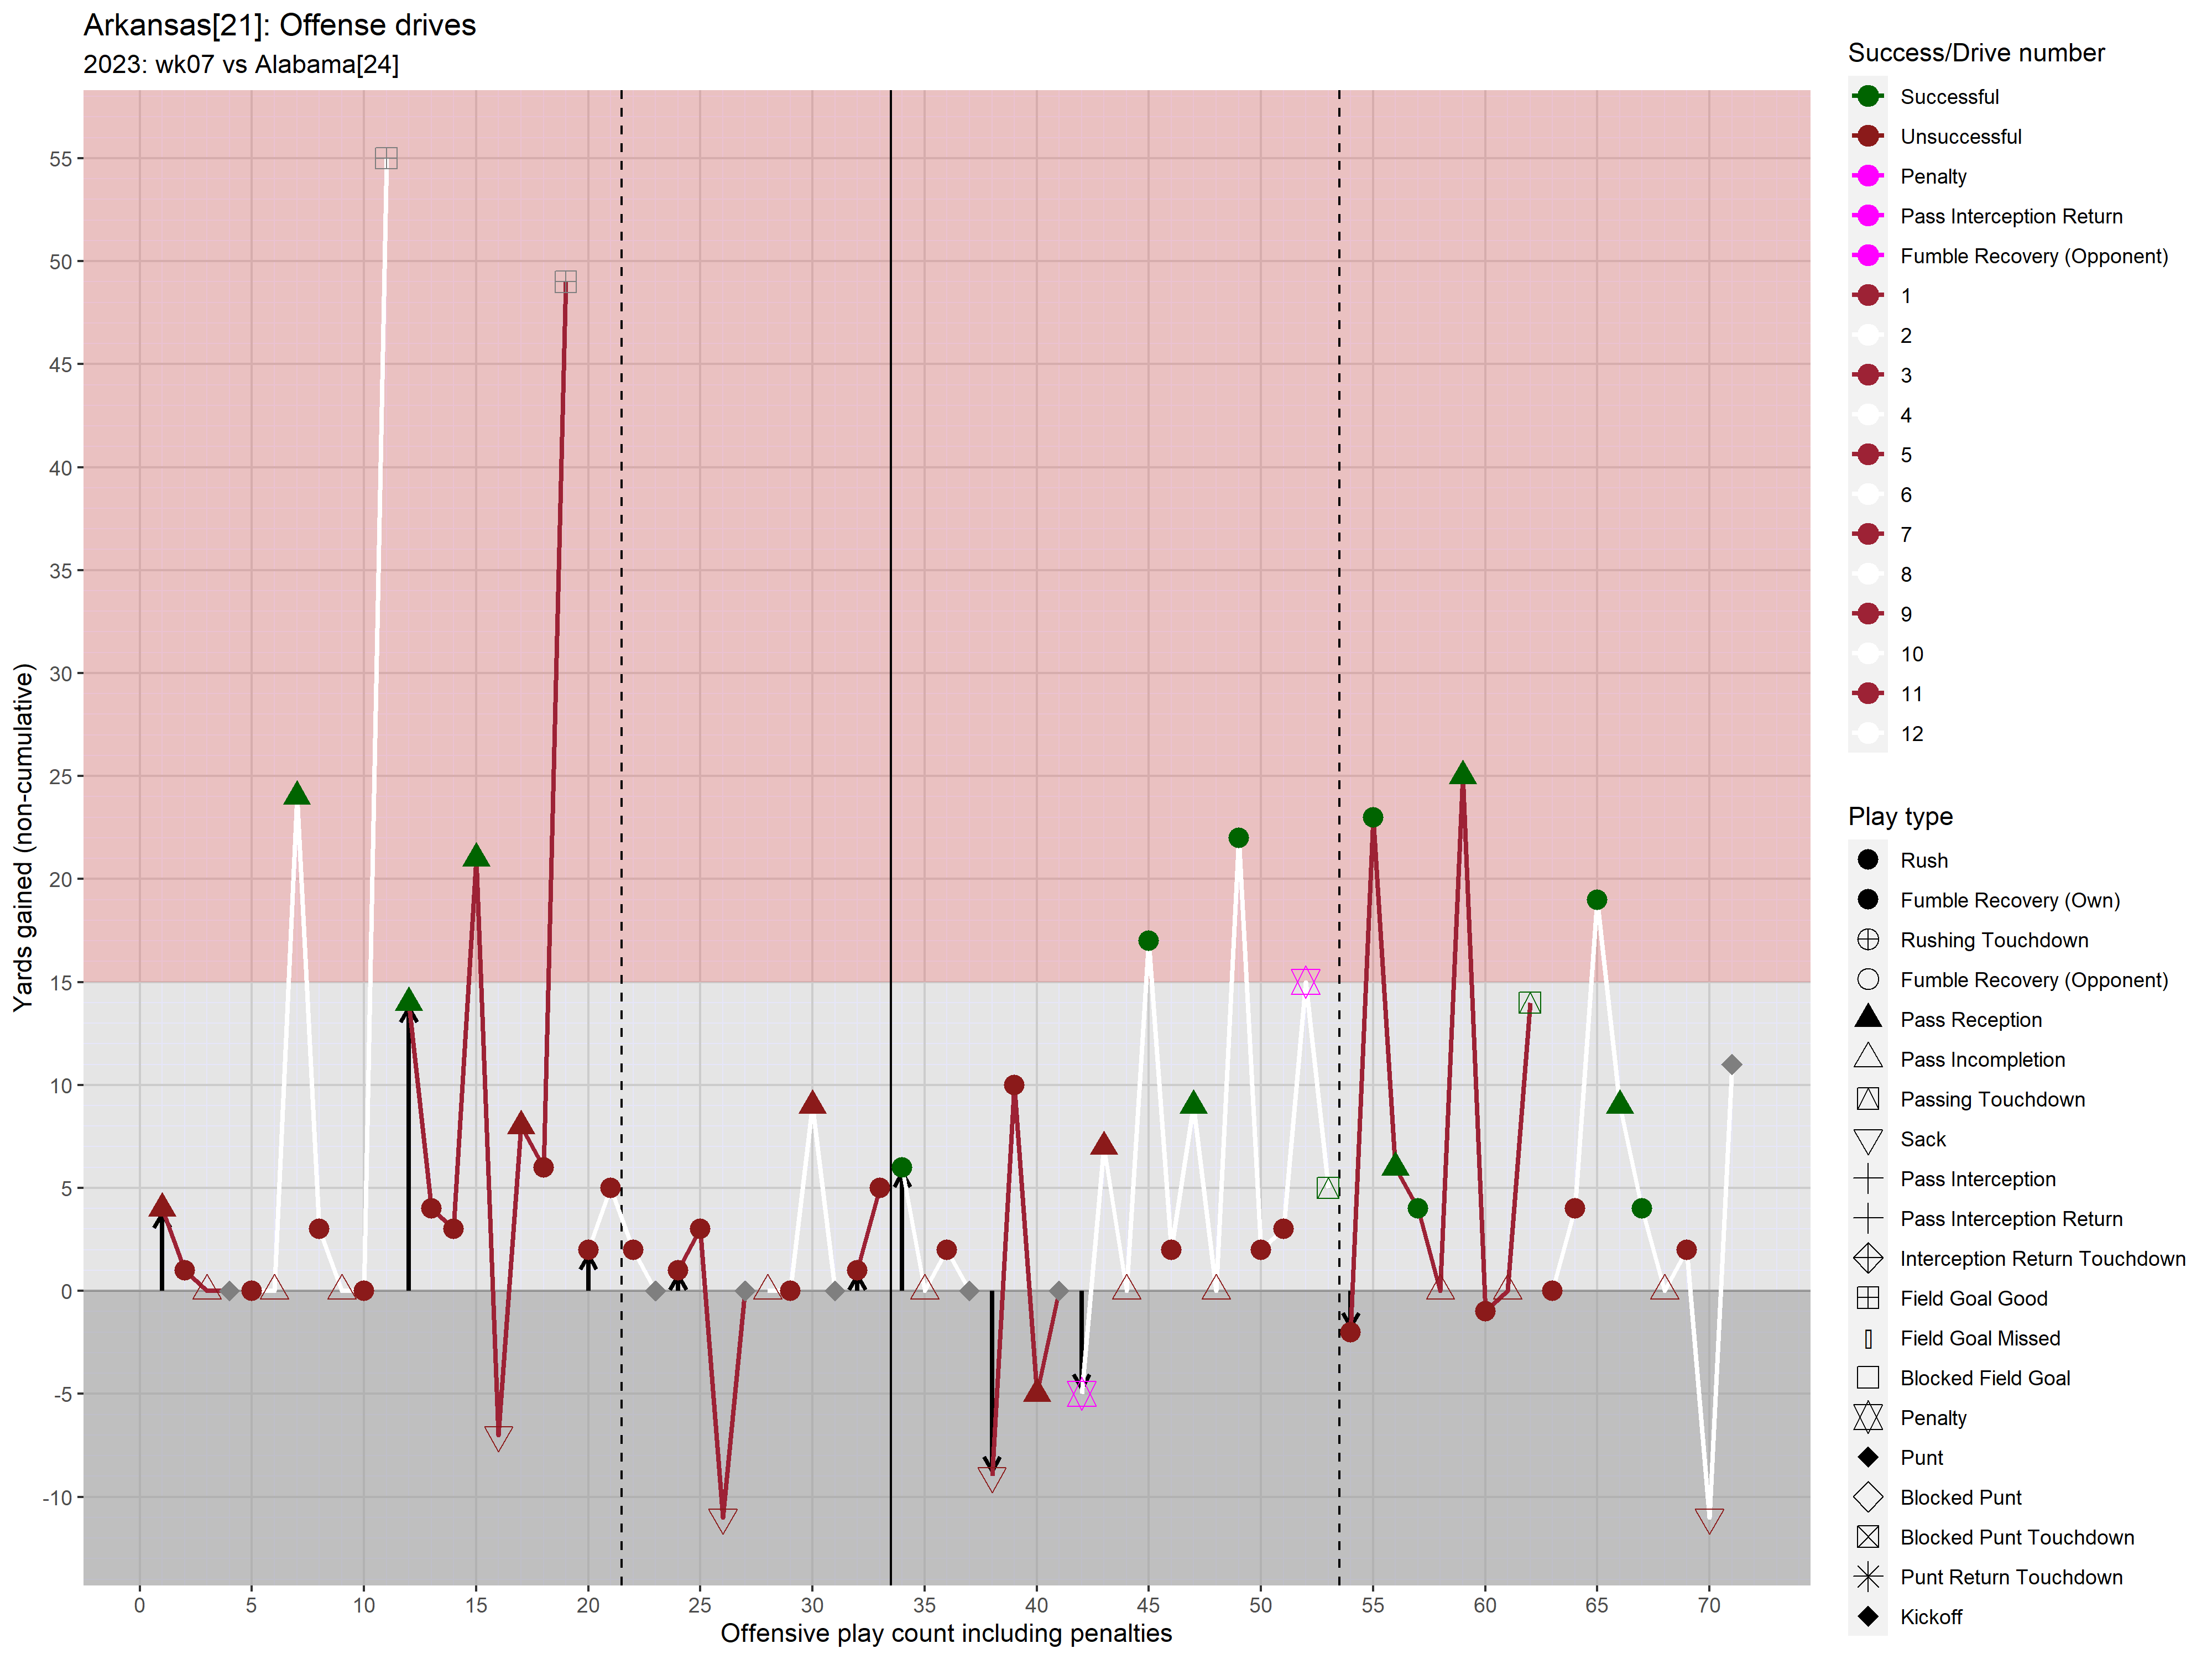 Arkansas[21]: Offense drives
2023: wk07 vs Alabama[24]
Yards gained (non-cumulative)
55
50
45
40
35
30
25
20
15
10
5
0
-5
-10
0 5 10 15 20 25 30 35 40 45 50 55 60 65 70
Offensive play count including penalties
Success/Drive number
Successful
Unsuccessful
Penalty
Pass Interception Return
Fumble Recovery (Opponent)
1
2
3
4
5
6
7
8
9
10
11
12
Play type
Rush
Fumble Recovery (Own)
Rushing Touchdown
Fumble Recovery (Opponent)
Pass Reception
Pass Incompletion
Passing Touchdown
Sack
Pass Interception
Pass Interception Return
Interception Return Touchdown
Field Goal Good
Field Goal Missed
Blocked Field Goal
Penalty
Punt
Blocked Punt
Blocked Punt Touchdown
Punt Return Touchdown
Kickoff